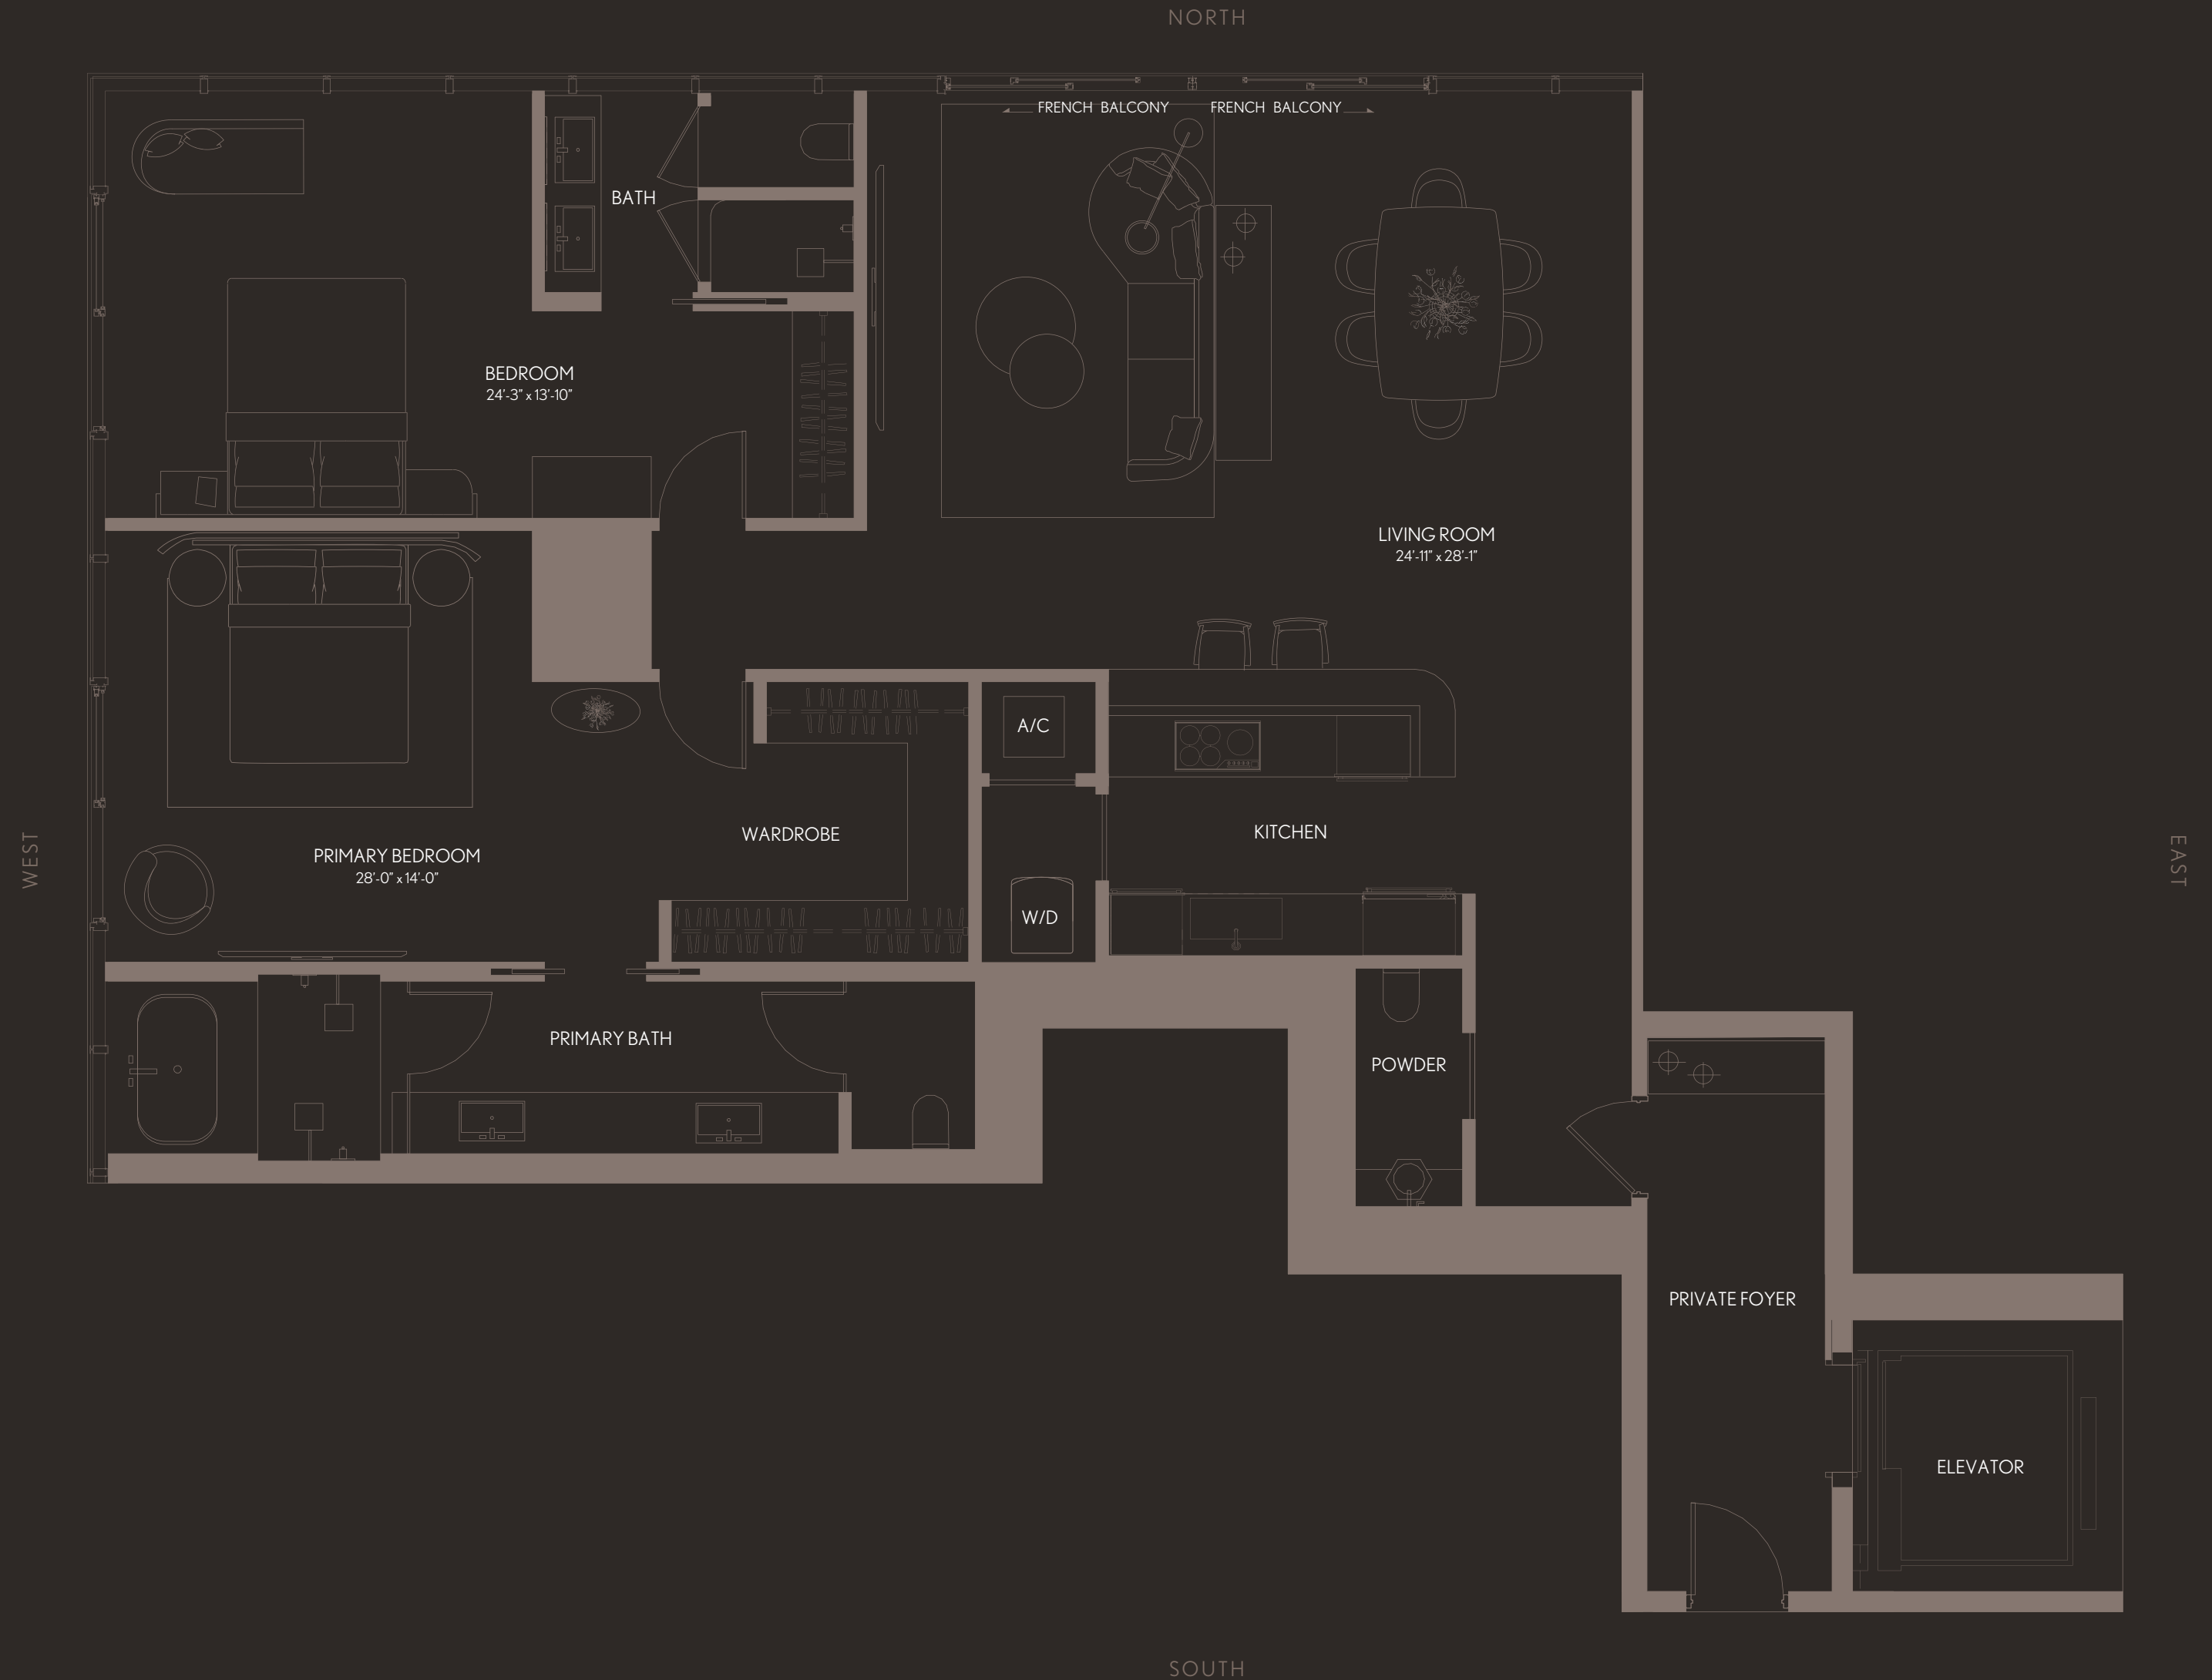 NORTH
FRENCH BALCONY
FRENCH BALCONY
BATH
BEDROOM
24'-3" x 13'-10"
LIVING ROOM
24'-11" x 28'-1"
A/C
WARDROBE
KITCHEN
WEST
EAST
PRIMARY BEDROOM
28'-0" x 14'-0"
W/D
PRIMARY BATH
POWDER
PRIVATE FOYER
ELEVATOR
SOUTH